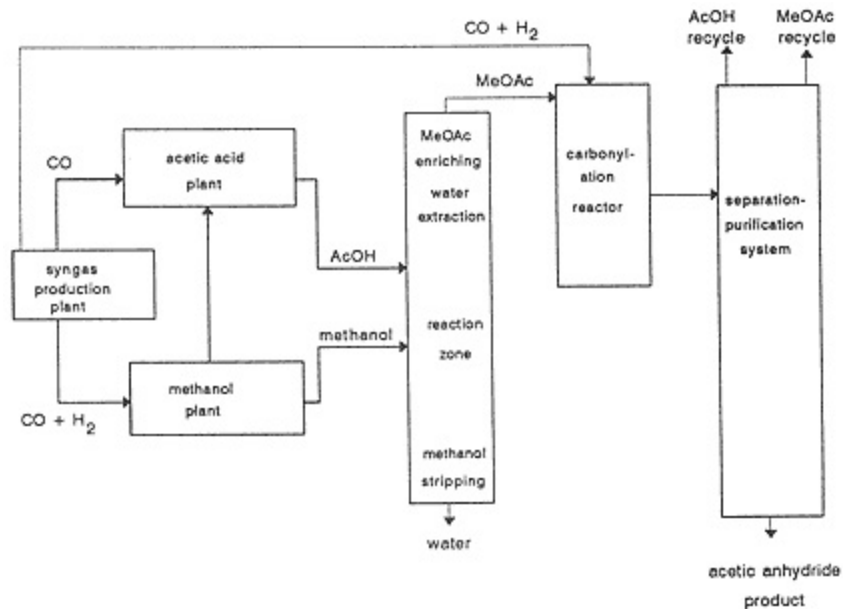 CO + H2
AcOH
recycle
MeOAc
recycle
MeOAc
CO
acetic acid
plant
MeOAc
enriching
water
extraction
carbonyl-
ation
reactor
separation-
purification
system
syngas
production
plant
AcOH
methanol
reaction
zone
methanol
plant
CO + H2
methanol
stripping
water
acetic anhydride
product